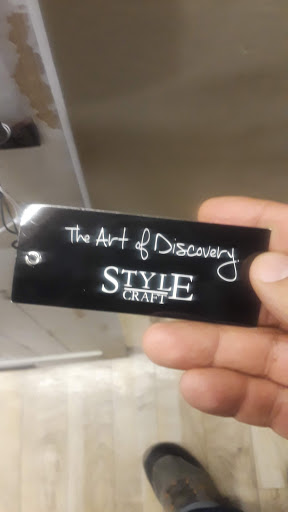 The Art of Discovery.
STYLE
CRAFT